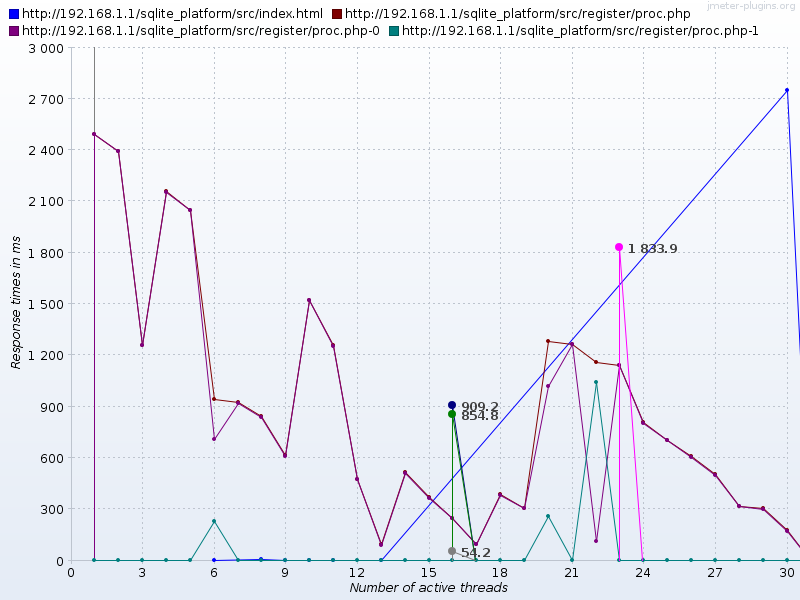 jmeter-plugins.org
http://192.168.1.1/sqlite_platform/src/index.html http://192.168.1.1/sqlite_platform/src/register/proc.php
http://192.168.1.1/sqlite_platform/src/register/proc.php-0 http://192.168.1.1/sqlite_platform/src/register/proc.php-1
3 000
2 700
2 400
2 100
1 800
1 500
1 200
900
600
300
0
Response times in ms
1 833.9
909.2
854.8
54.2
0 3 6 9 12 15 18 21 24 27 30
Number of active threads